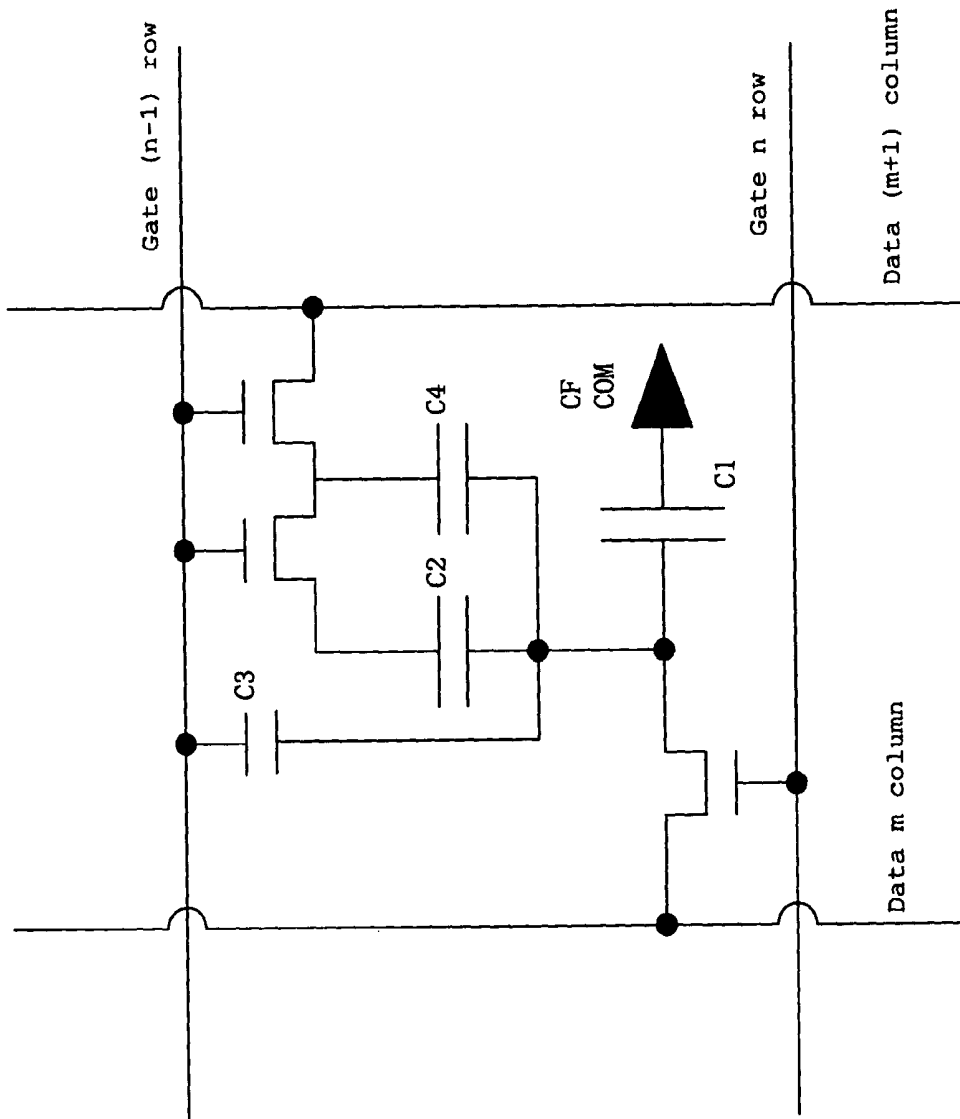 Gate (n-1) row
C3
C2
C4
CF
COM
C1
Gate n row
Data m column
Data (m+1) column